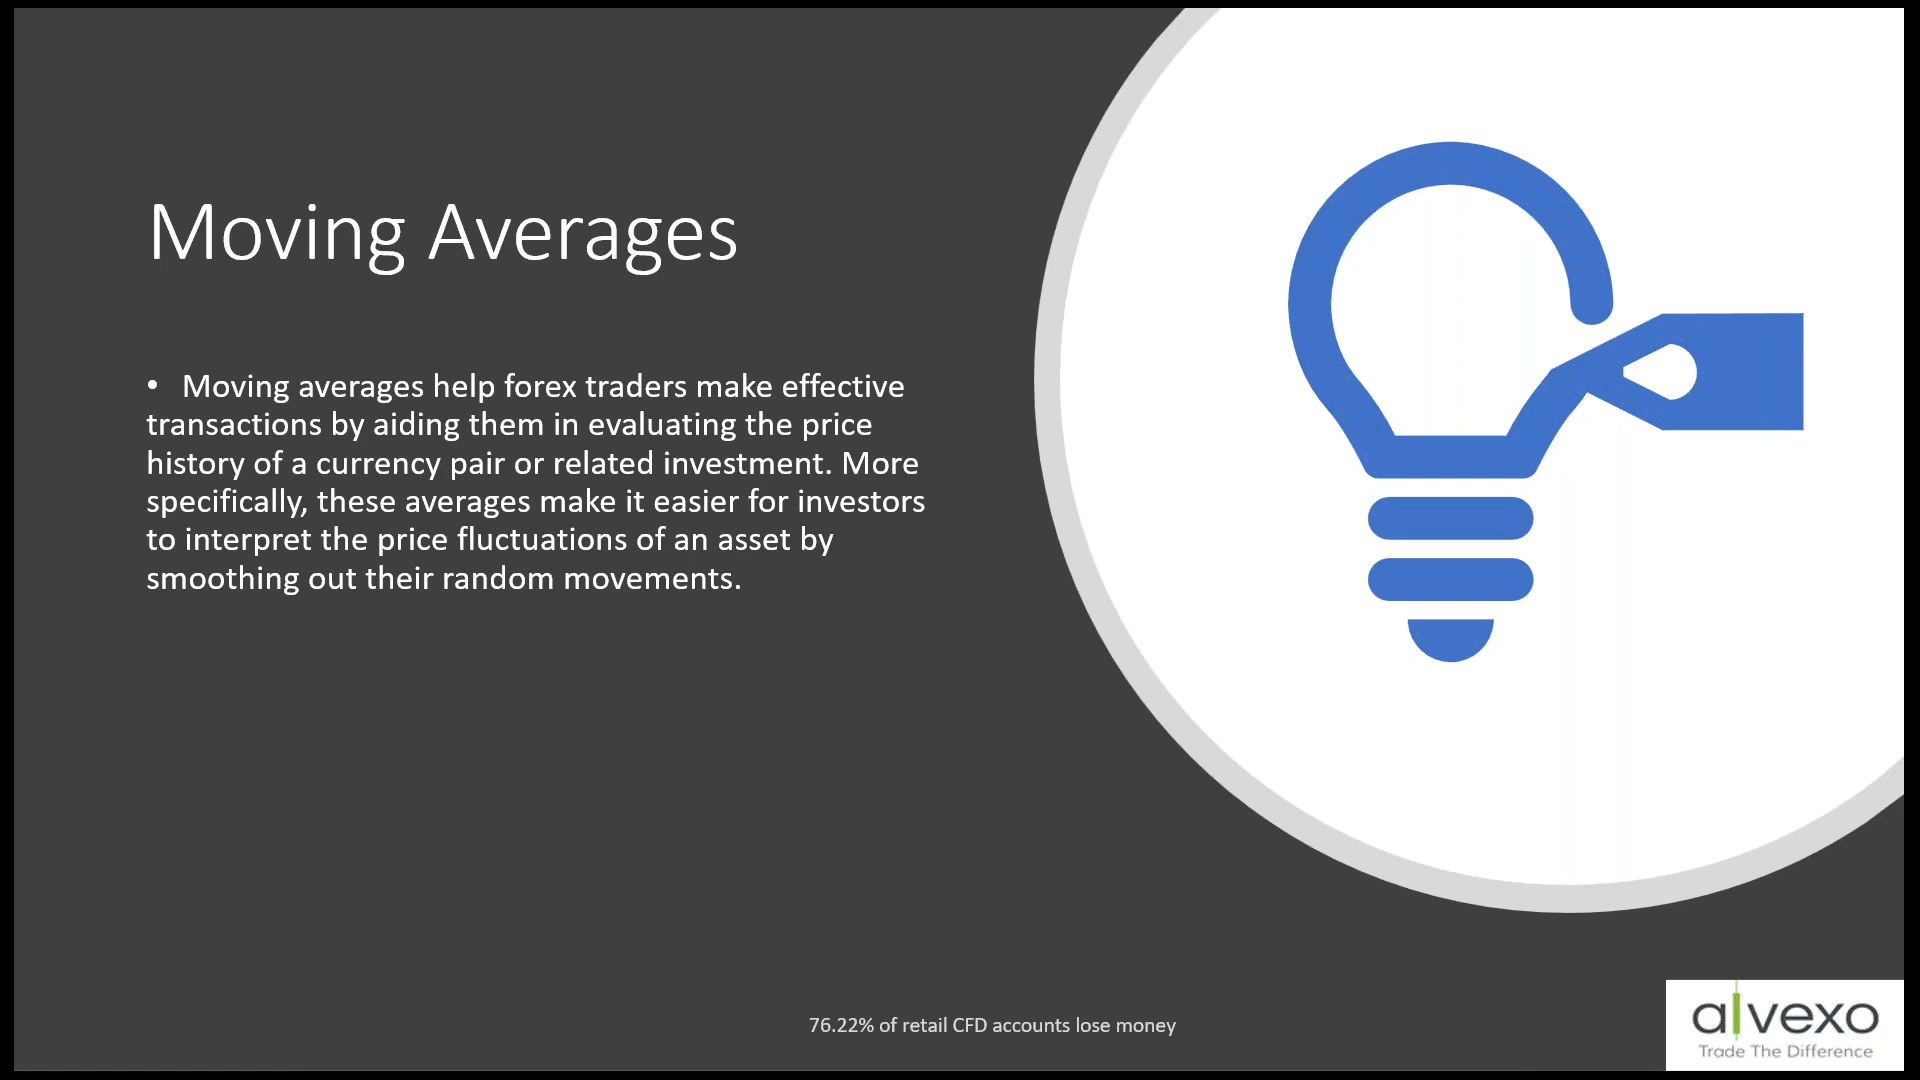 Moving Averages
• Moving averages help forex traders make effective
transactions by aiding them in evaluating the price
history of a currency pair or related investment. More
specifically, these averages make it easier for investors
to interpret the price fluctuations of an asset by
smoothing out their random movements.
76.22% of retail CFD accounts lose money
alvexo
Trade The Difference